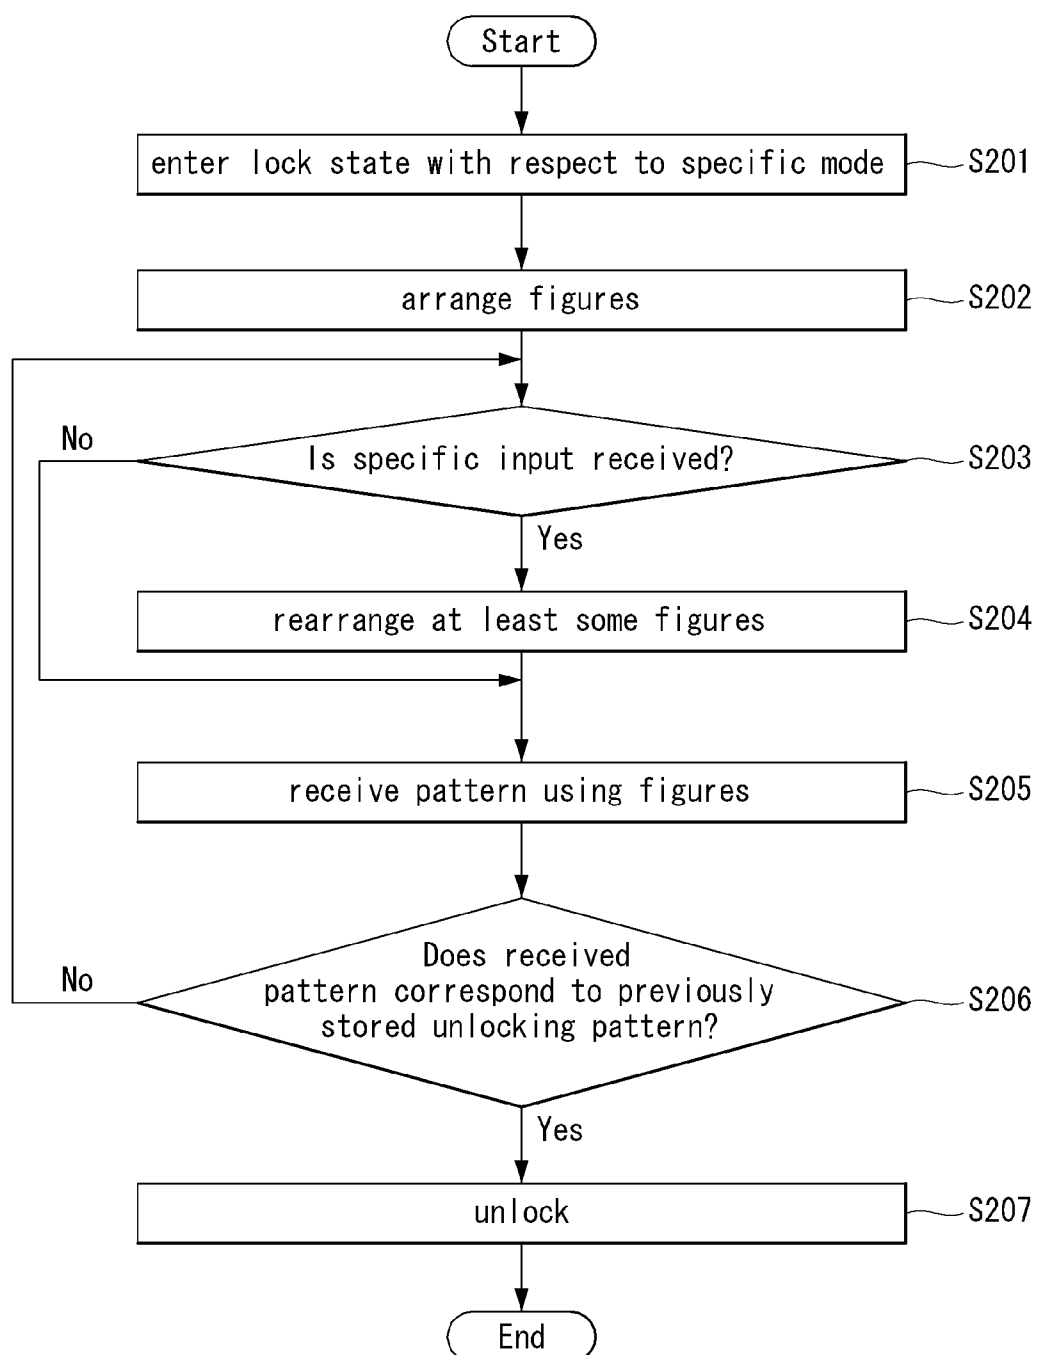 Start
enter lock state with respect to specific mode
S201
arrange figures
S202
No
Is specific input received?
S203
Yes
rearrange at least some figures
S204
receive pattern using figures
S205
Does received
No
pattern correspond to previously
S206
stored unlocking pattern?
Yes
unlock
S207
End